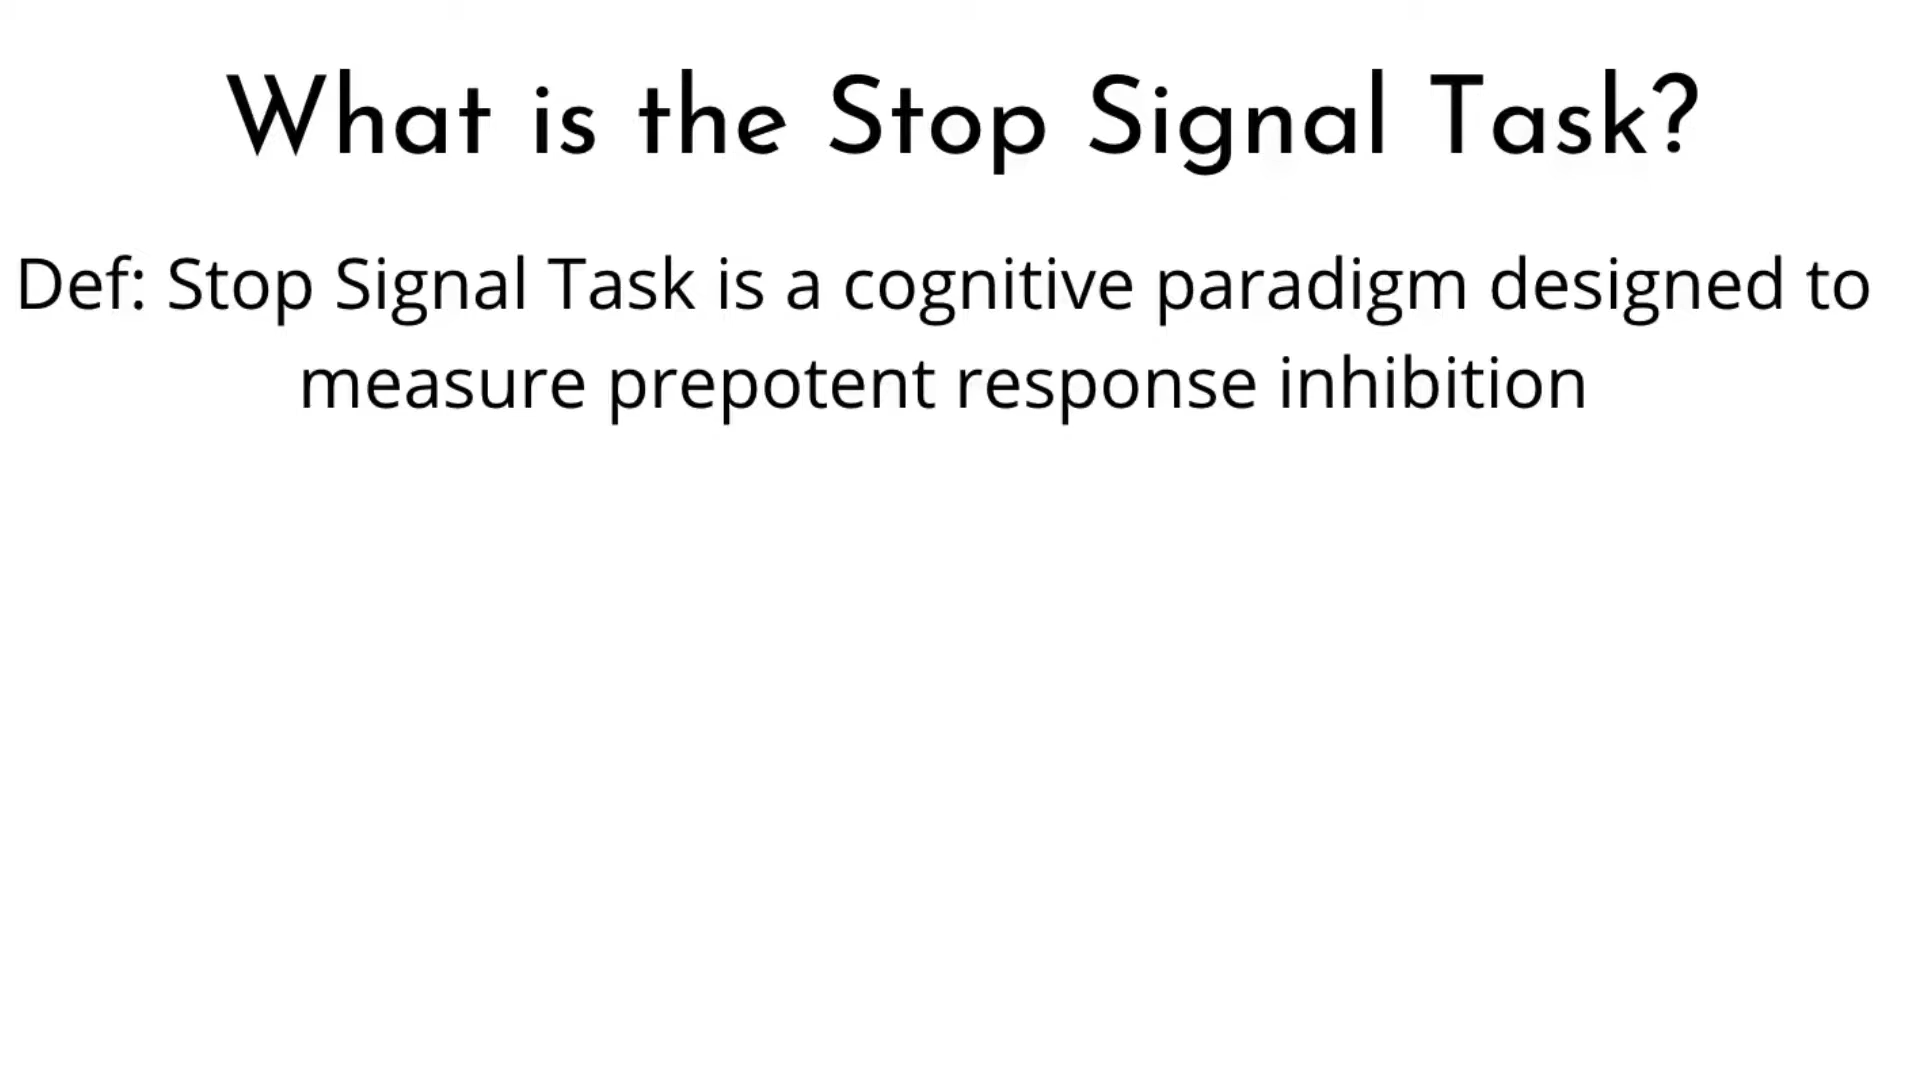 What is the Stop Signal Task?
Def: Stop Signal Task is a cognitive paradigm designed to
measure prepotent response inhibition